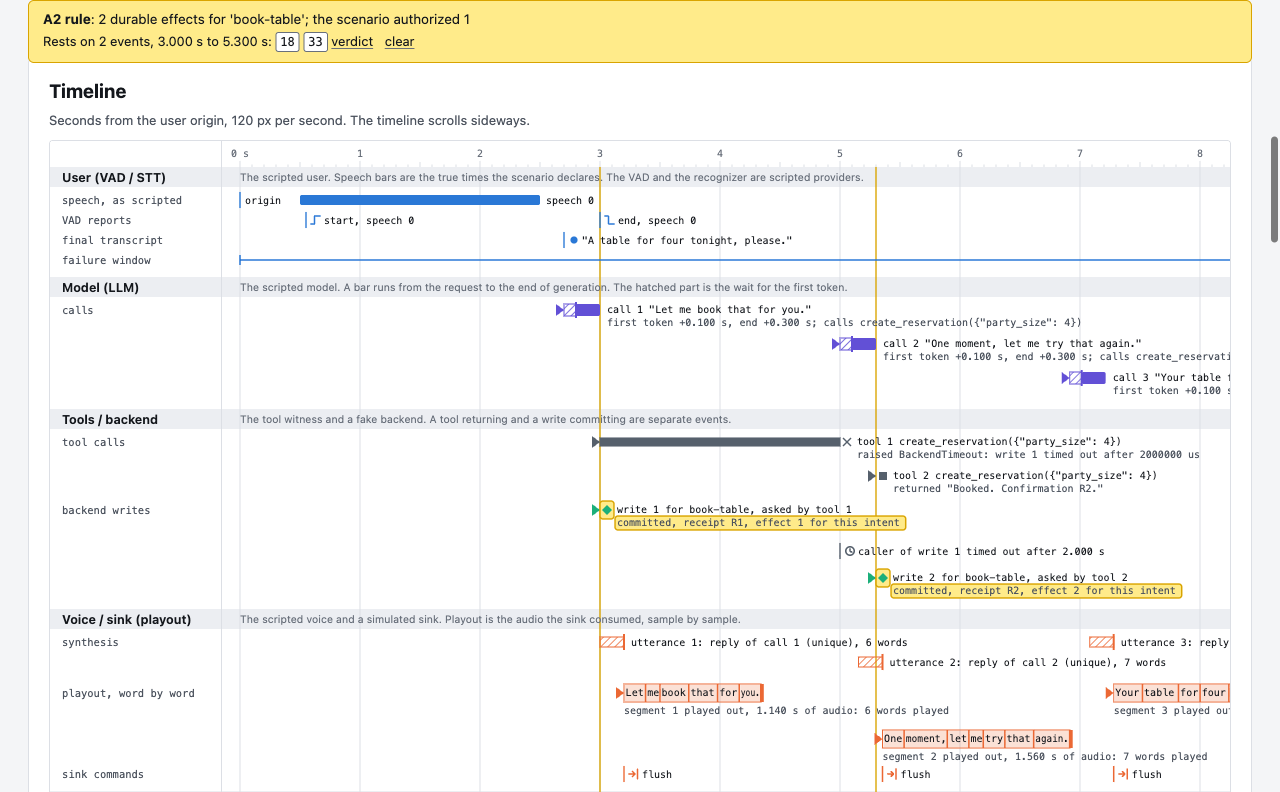 A2 rule: 2 durable effects for 'book-table'; the scenario authorized 1
Rests on 2 events, 3.000 s to 5.300 s: 18 33 verdict clear
Timeline
Seconds from the user origin, 120 px per second. The timeline scrolls sideways.
0 s 1 2 3 4 5 6 7 8
User (VAD / STT) The scripted user. Speech bars are the true times the scenario declares. The VAD and the recognizer are scripted providers.
speech, as scripted origin speech 0
VAD reports start, speech 0 end, speech 0
final transcript "A table for four tonight, please."
failure window
Model (LLM) The scripted model. A bar runs from the request to the end of generation. The hatched part is the wait for the first token.
calls call 1 "Let me book that for you."
first token +0.100 s, end +0.300 s; calls create_reservation({"party_size": 4})
call 2 "One moment, let me try that again."
first token +0.100 s, end +0.300 s; calls create_reservati
call 3 "Your table
first token +0.100
Tools / backend The tool witness and a fake backend. A tool returning and a write committing are separate events.
tool calls tool 1 create_reservation({"party_size": 4})
raised BackendTimeout: write 1 timed out after 2000000 us
tool 2 create_reservation({"party_size": 4})
returned "Booked. Confirmation R2."
backend writes write 1 for book-table, asked by tool 1
committed, receipt R1, effect 1 for this intent
caller of write 1 timed out after 2.000 s
write 2 for book-table, asked by tool 2
committed, receipt R2, effect 2 for this intent
Voice / sink (playout) The scripted voice and a simulated sink. Playout is the audio the sink consumed, sample by sample.
synthesis utterance 1: reply of call 1 (unique), 6 words utterance 3: reply
utterance 2: reply of call 2 (unique), 7 words
playout, word by word Let me book that for you. Your table for four
segment 1 played out, 1.140 s of audio: 6 words played segment 3 played
One moment, let me try that again.
segment 2 played out, 1.560 s of audio: 7 words played
sink commands flush flush flush